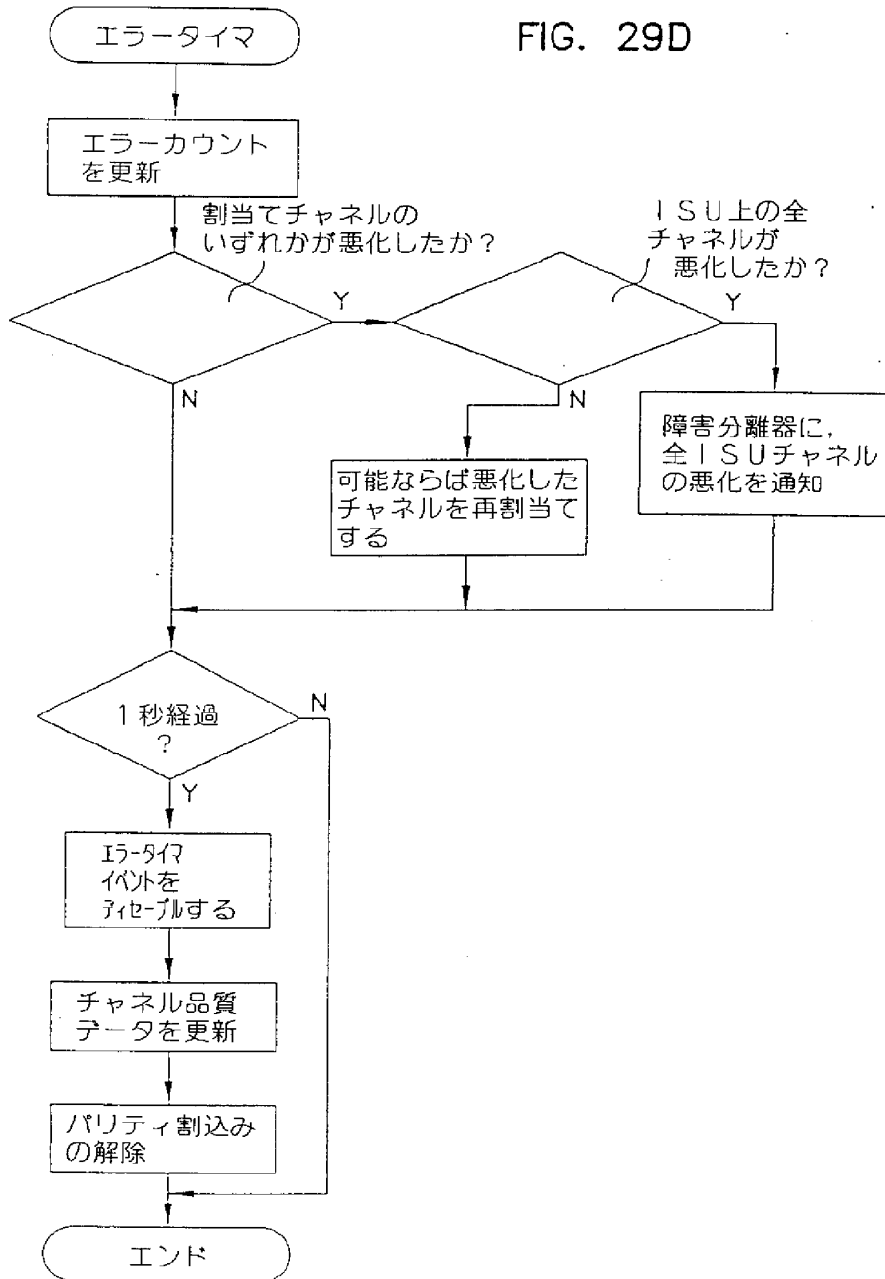 FIG. 29D
エラータイマ
エラーカウント
を更新
割当てチャネルの
いずれかが悪化したか？
ISU上の全
チャネルが
悪化したか？
Y
Y
N
N
障害分離器に,
全ISUチャネル
の悪化を通知
可能ならば悪化した
チャネルを再割当て
する
1秒経過
?
N
Y
エラータイマ
イベントを
ディセーブルする
チャネル品質
データを更新
パリティ割込み
の解除
エンド